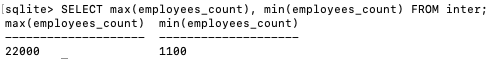 [sqlite> SELECT max(employees_count), min(employees_count) FROM inter;
max(employees_count)  min(employees_count)
--------------------  --------------------
22000   _             1100